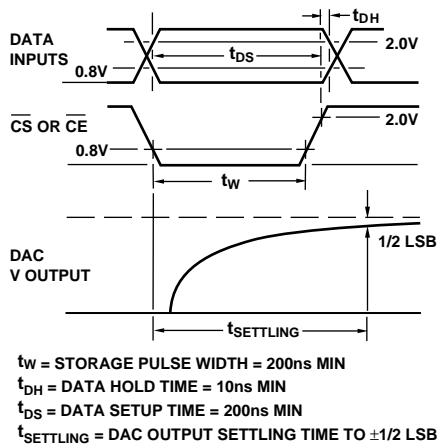 DATA
INPUTS
0.8V
tDS
tDH
2.0V
CS OR CE
0.8V
tW
2.0V
DAC
V OUTPUT
1/2 LSB
tSETTLING
tW = STORAGE PULSE WIDTH = 200ns MIN
tDH = DATA HOLD TIME = 10ns MIN
tDS = DATA SETUP TIME = 200ns MIN
tSETTLING = DAC OUTPUT SETTLING TIME TO ±1/2 LSB